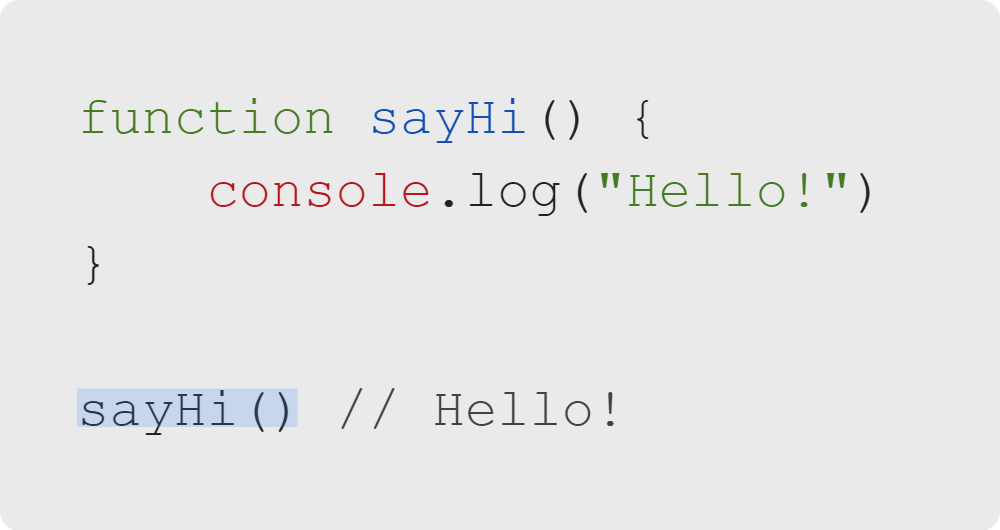 function sayHi() {
    console.log("Hello!")
}
sayHi() // Hello!